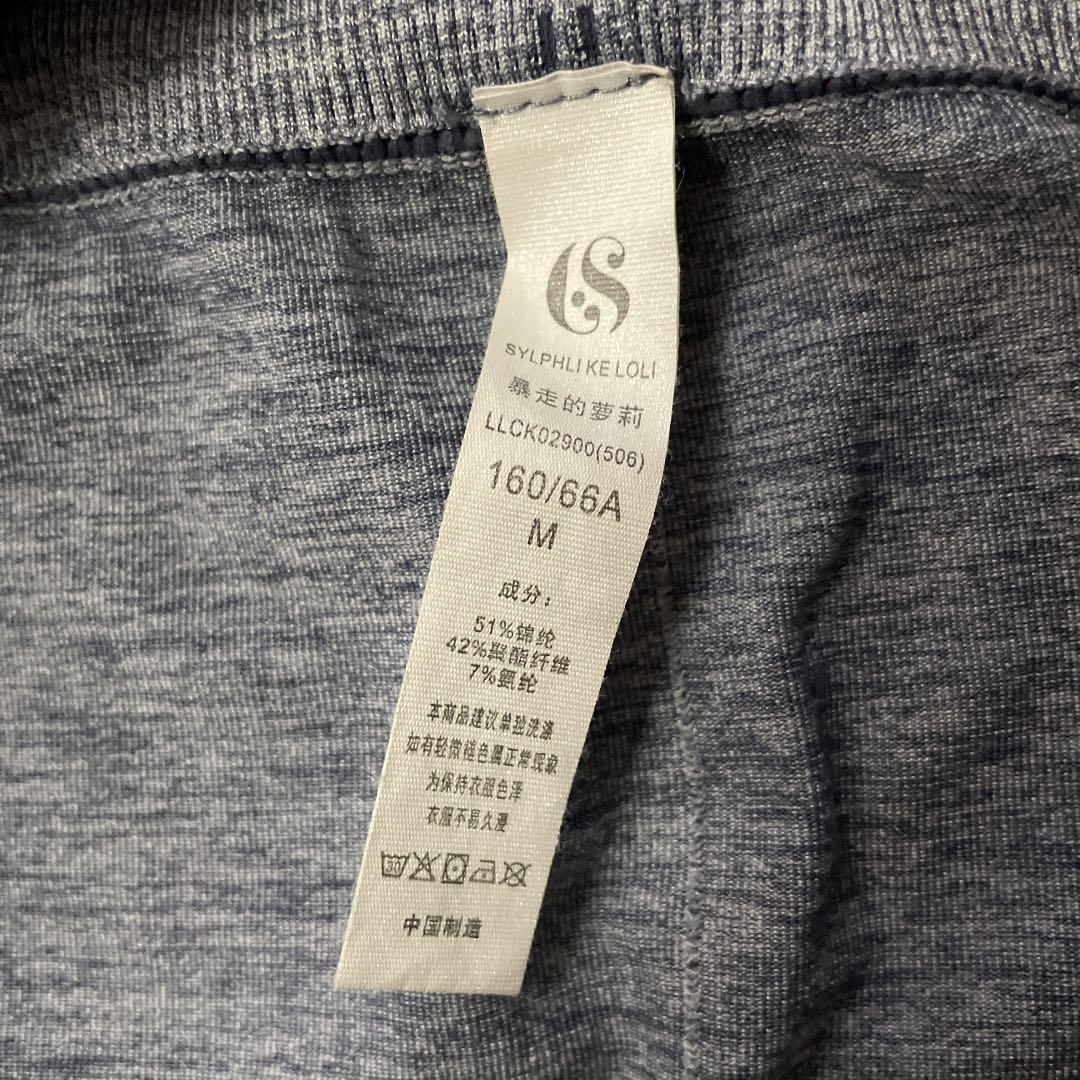 SYLPHLIKELOLI
暴走的萝莉
LLCK02900(506)
160/66A
M
成分:
51%锦纶
42%聚酯纤维
7%氨纶
本商品建议单独洗涤
如有轻微褪色属正常现象
为保持衣服色泽
衣服不易久浸
30
中国制造